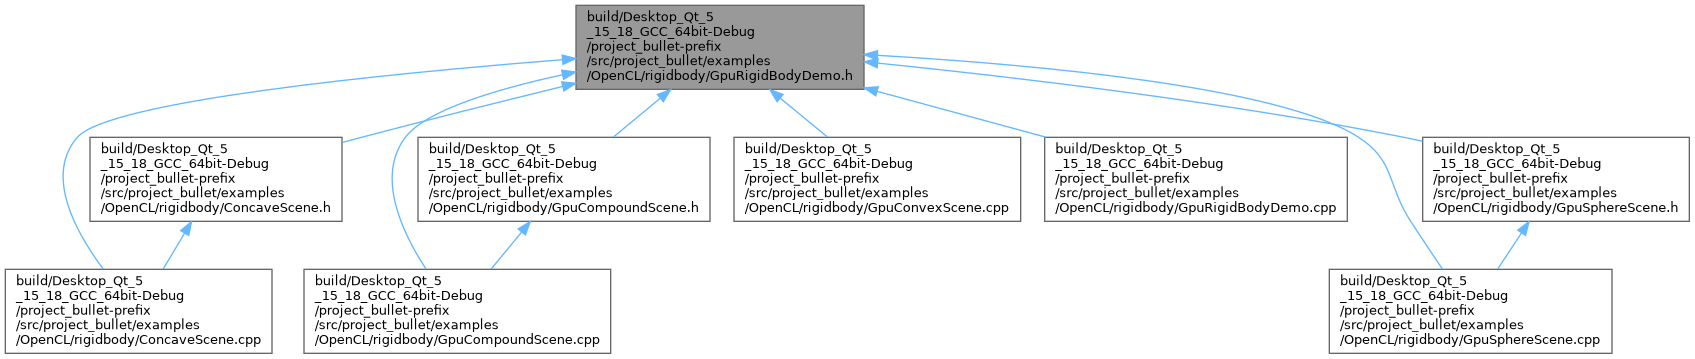 build/Desktop_Qt_5
_15_18_GCC_64bit-Debug
/project_bullet-prefix
/src/project_bullet/examples
/OpenCL/rigidbody/GpuRigidBodyDemo.h
build/Desktop_Qt_5
_15_18_GCC_64bit-Debug
/project_bullet-prefix
/src/project_bullet/examples
/OpenCL/rigidbody/ConcaveScene.h
build/Desktop_Qt_5
_15_18_GCC_64bit-Debug
/project_bullet-prefix
/src/project_bullet/examples
/OpenCL/rigidbody/GpuCompoundScene.h
build/Desktop_Qt_5
_15_18_GCC_64bit-Debug
/project_bullet-prefix
/src/project_bullet/examples
/OpenCL/rigidbody/GpuConvexScene.cpp
build/Desktop_Qt_5
_15_18_GCC_64bit-Debug
/project_bullet-prefix
/src/project_bullet/examples
/OpenCL/rigidbody/GpuRigidBodyDemo.cpp
build/Desktop_Qt_5
_15_18_GCC_64bit-Debug
/project_bullet-prefix
/src/project_bullet/examples
/OpenCL/rigidbody/GpuSphereScene.h
build/Desktop_Qt_5
_15_18_GCC_64bit-Debug
/project_bullet-prefix
/src/project_bullet/examples
/OpenCL/rigidbody/ConcaveScene.cpp
build/Desktop_Qt_5
_15_18_GCC_64bit-Debug
/project_bullet-prefix
/src/project_bullet/examples
/OpenCL/rigidbody/GpuCompoundScene.cpp
build/Desktop_Qt_5
_15_18_GCC_64bit-Debug
/project_bullet-prefix
/src/project_bullet/examples
/OpenCL/rigidbody/GpuSphereScene.cpp